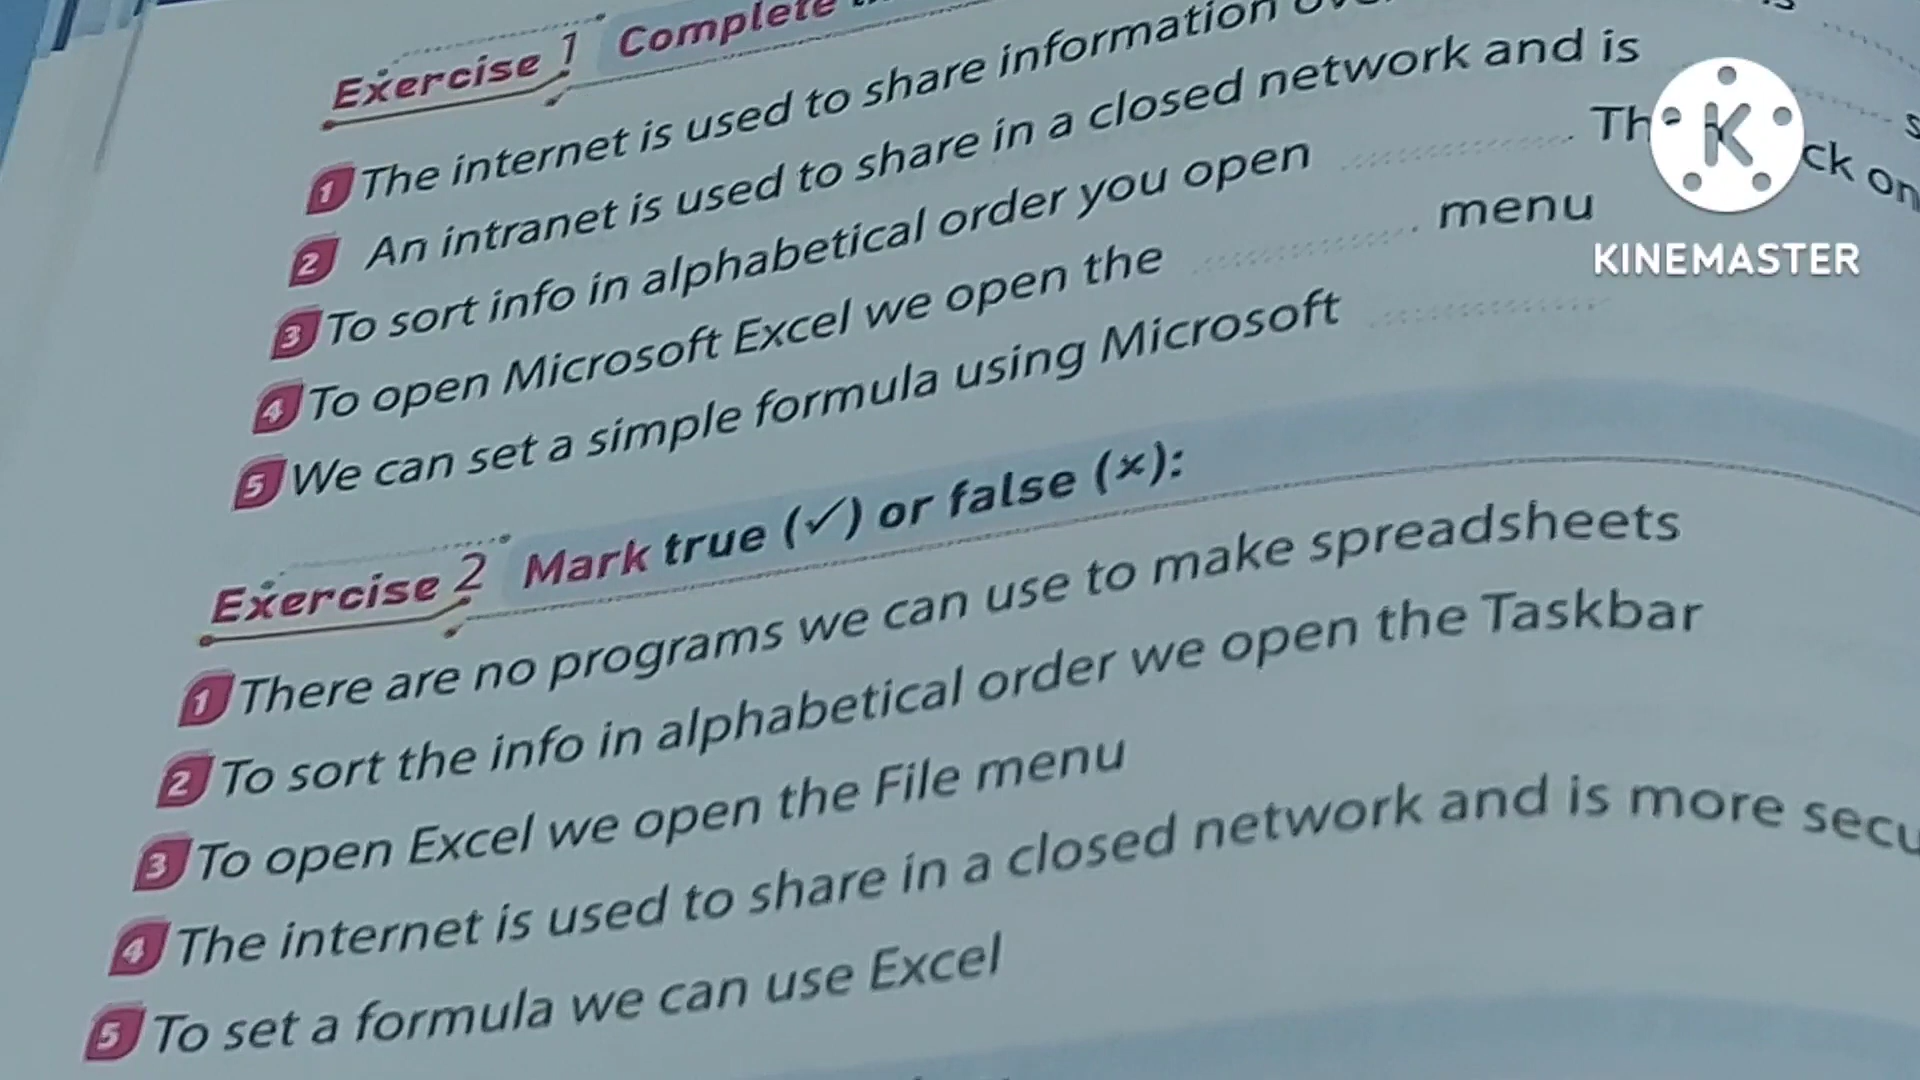 Exercise 1 Complete
1 The internet is used to share information
2 An intranet is used to share in a closed network and is
3 To sort info in alphabetical order you open ............ . ck on
4 To open Microsoft Excel we open the ............ . menu
5 We can set a simple formula using Microsoft ............
Exercise 2 Mark true (✓) or false (×):
1 There are no programs we can use to make spreadsheets
2 To sort the info in alphabetical order we open the Taskbar
3 To open Excel we open the File menu
4 The internet is used to share in a closed network and is more secu
5 To set a formula we can use Excel
K
KINEMASTER